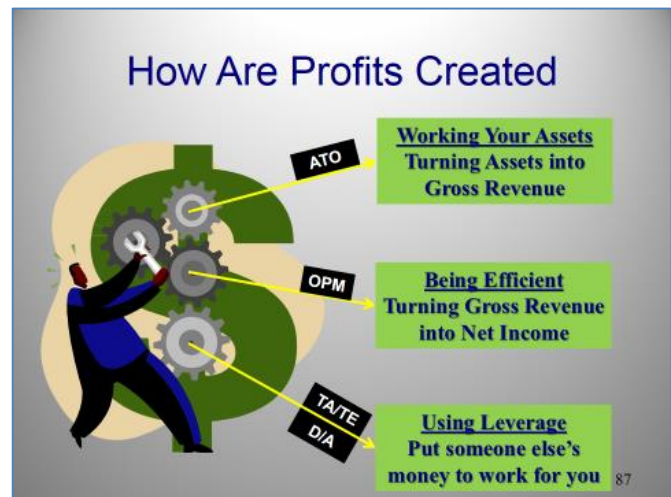 How Are Profits Created
ATO
Working Your Assets
Turning Assets into
Gross Revenue
OPM
Being Efficient
Turning Gross Revenue
into Net Income
TA/TE
D/A
Using Leverage
Put someone else's
money to work for you
87